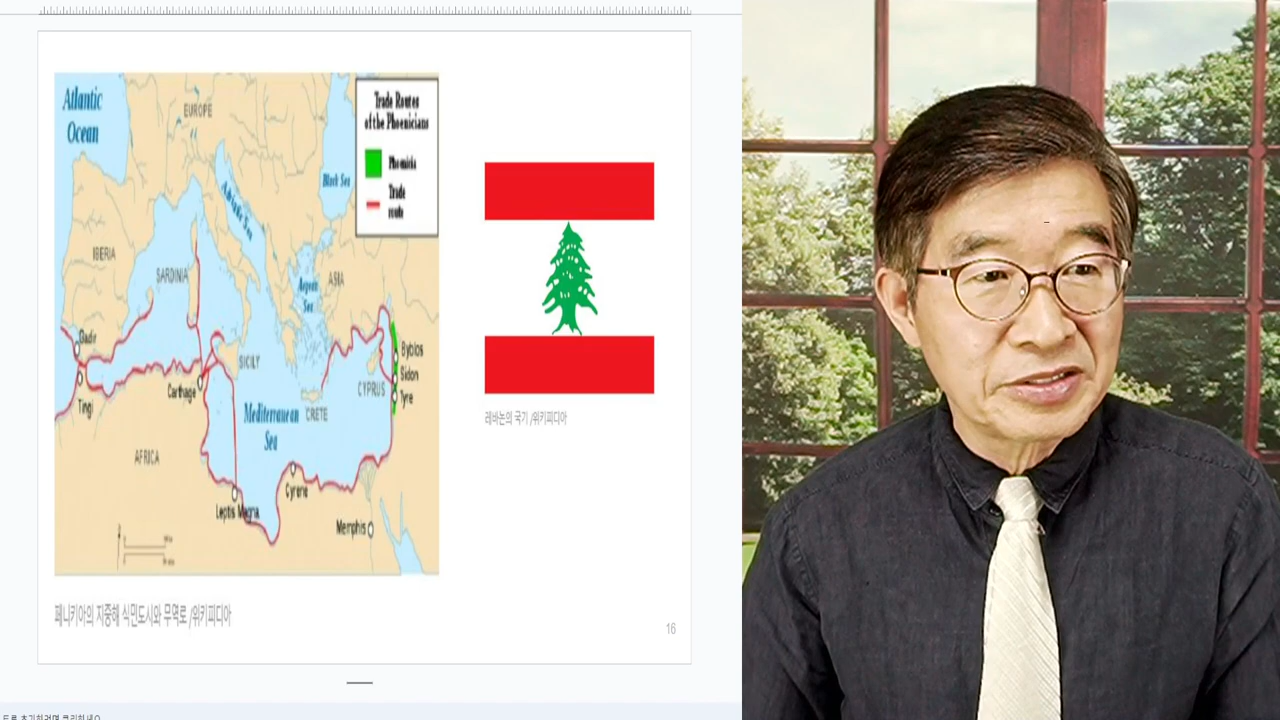 Atlantic
Ocean
EUROPE
Trade Routes
of the Phoenicians
Phoenicia
Trade
route
Black Sea
Adriatic Sea
IBERIA
SARDINIA
ASIA
Aegean
Sea
Gadir
SICILY
Byblos
Sidon
Tyre
CYPRUS
Carthage
Tingi
Mediterranean
Sea
CRETE
AFRICA
Cyrene
Leptis Magna
Memphis
레바논의 국기 /위키피디아
페니키아의 지중해 식민도시와 무역로 /위키피디아
16